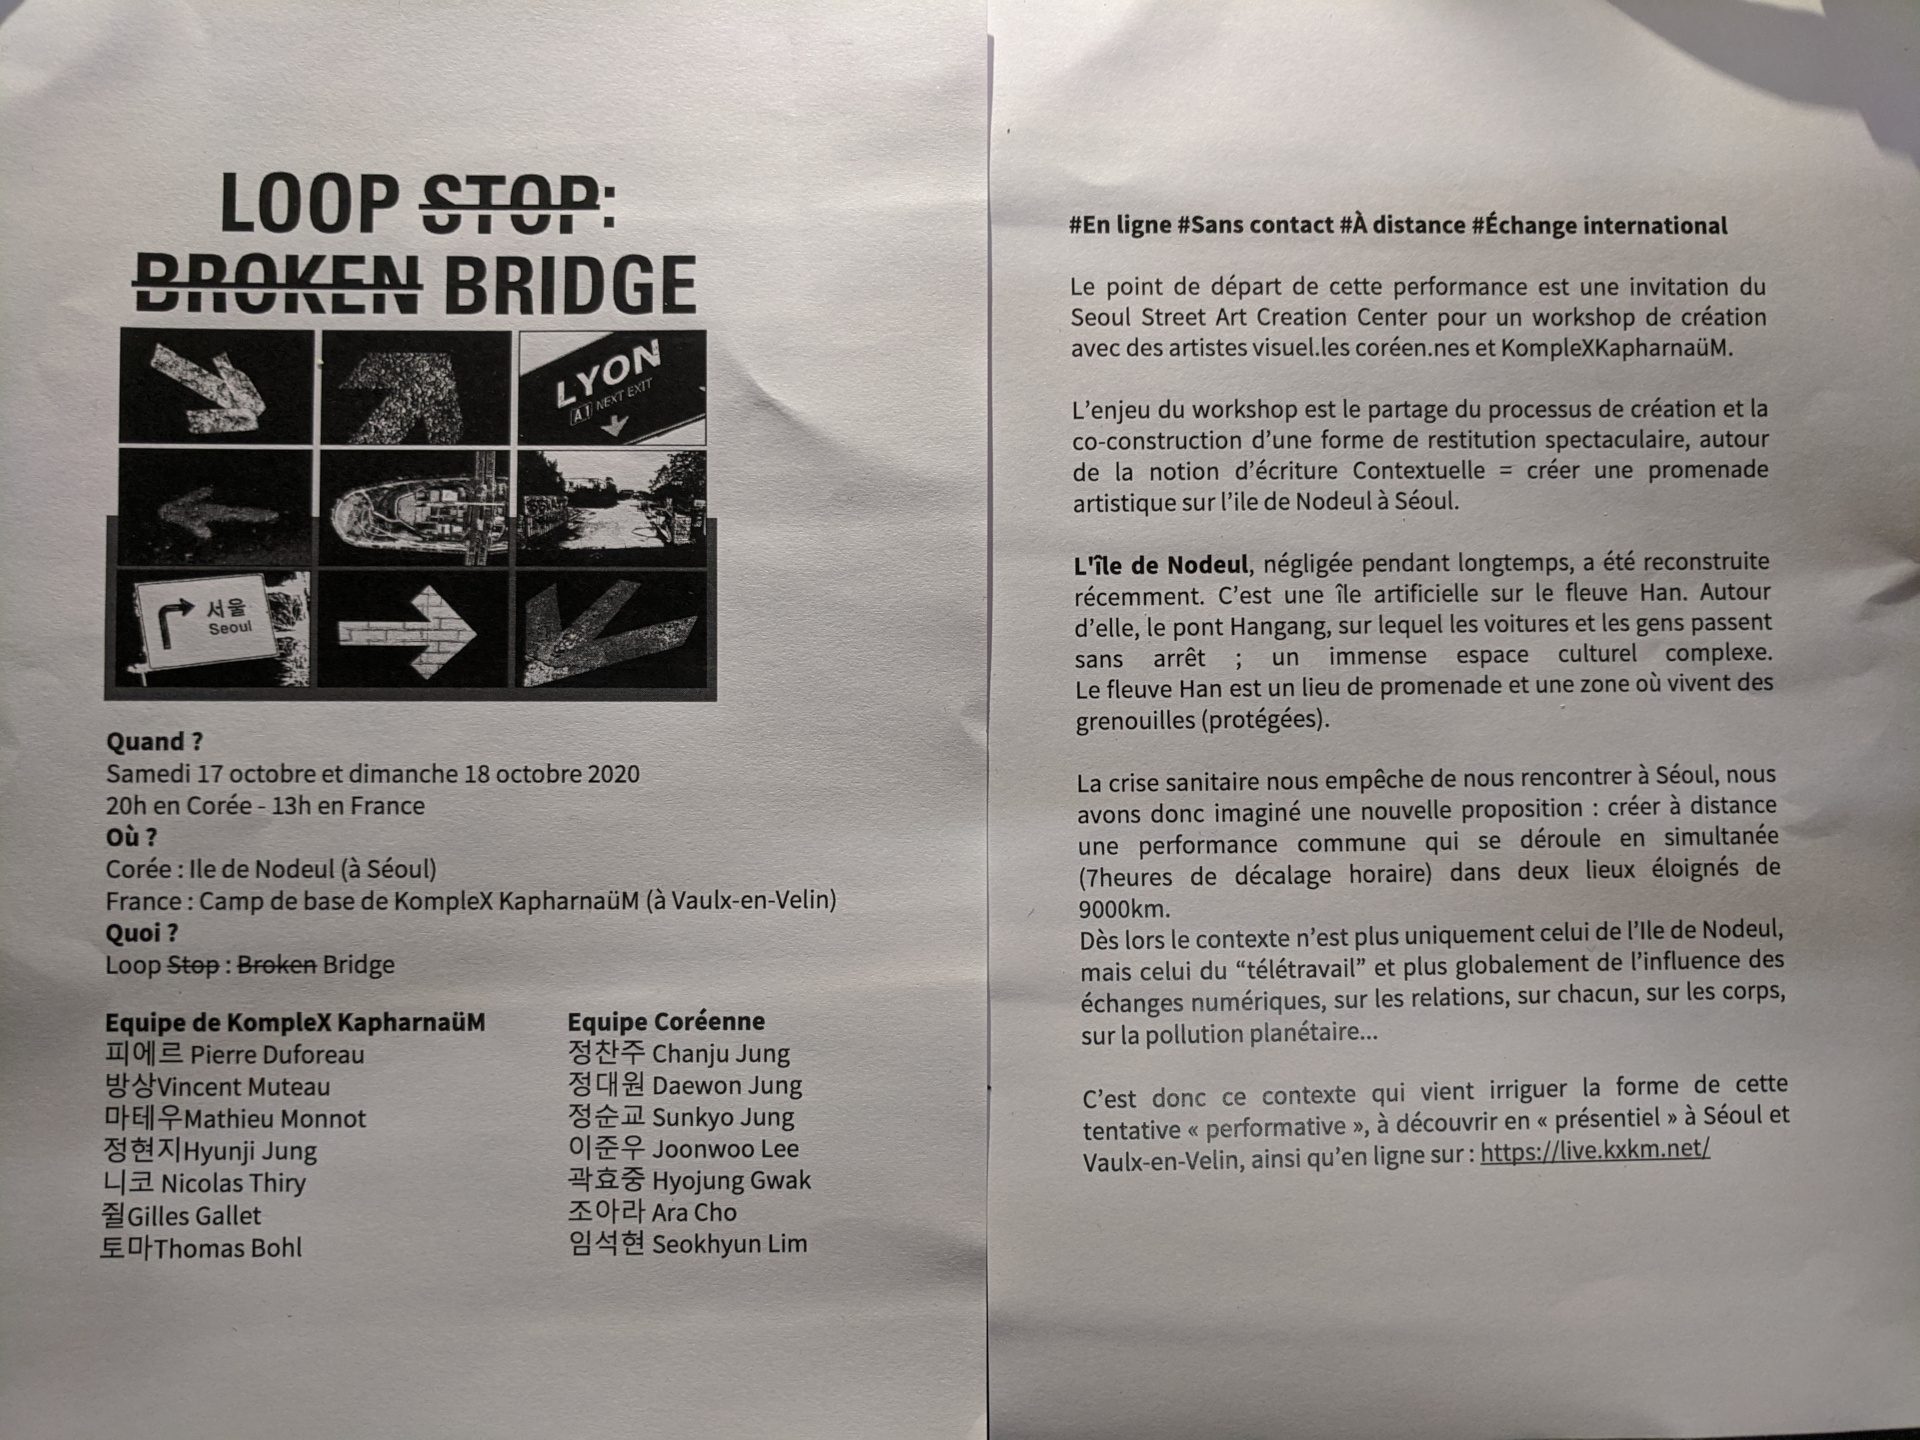 LOOP STOP:
BROKEN BRIDGE
LYON
A1 NEXT EXIT
서울
Seoul
Quand ?
Samedi 17 octobre et dimanche 18 octobre 2020
20h en Corée - 13h en France
Où ?
Corée : Ile de Nodeul (à Séoul)
France : Camp de base de KompleX KapharnaüM (à Vaulx-en-Velin)
Quoi ?
Loop Stop : Broken Bridge
Equipe de KompleX KapharnaüM
피에르 Pierre Duforeau
방상Vincent Muteau
마테우Mathieu Monnot
정현지Hyunji Jung
니코 Nicolas Thiry
쥘Gilles Gallet
토마Thomas Bohl
Equipe Coréenne
정찬주 Chanju Jung
정대원 Daewon Jung
정순교 Sunkyo Jung
이준우 Joonwoo Lee
곽효중 Hyojung Gwak
조아라 Ara Cho
임석현 Seokhyun Lim
#En ligne #Sans contact #À distance #Échange international
Le point de départ de cette performance est une invitation du
Seoul Street Art Creation Center pour un workshop de création
avec des artistes visuel.les coréen.nes et KompleXKapharnaüM.
L'enjeu du workshop est le partage du processus de création et la
co-construction d'une forme de restitution spectaculaire, autour
de la notion d'écriture Contextuelle = créer une promenade
artistique sur l'ile de Nodeul à Séoul.
L'île de Nodeul, négligée pendant longtemps, a été reconstruite
récemment. C'est une île artificielle sur le fleuve Han. Autour
d'elle, le pont Hangang, sur lequel les voitures et les gens passent
sans arrêt ; un immense espace culturel complexe.
Le fleuve Han est un lieu de promenade et une zone où vivent des
grenouilles (protégées).
La crise sanitaire nous empêche de nous rencontrer à Séoul, nous
avons donc imaginé une nouvelle proposition : créer à distance
une performance commune qui se déroule en simultanée
(7heures de décalage horaire) dans deux lieux éloignés de
9000km.
Dès lors le contexte n'est plus uniquement celui de l'Ile de Nodeul,
mais celui du “télétravail” et plus globalement de l'influence des
échanges numériques, sur les relations, sur chacun, sur les corps,
sur la pollution planétaire...
C'est donc ce contexte qui vient irriguer la forme de cette
tentative « performative », à découvrir en « présentiel » à Séoul et
Vaulx-en-Velin, ainsi qu'en ligne sur : https://live.kxkm.net/